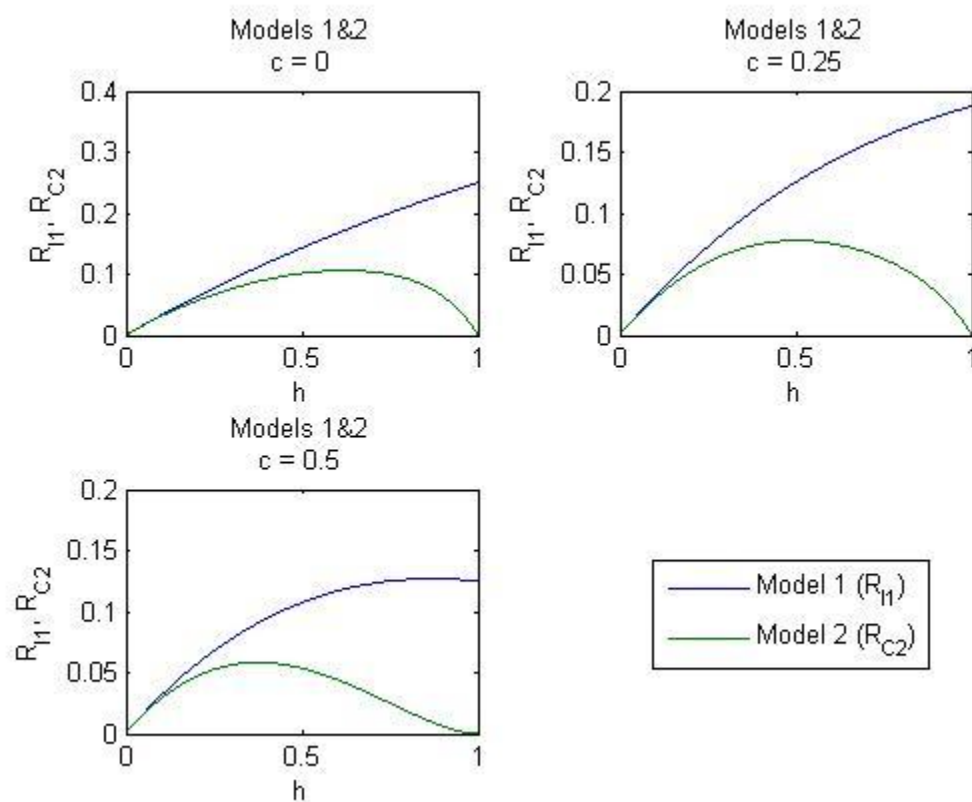 Models 1&2
c = 0
0.4
0.3
0.2
0.1
0
R_I1, R_C2
0 0.5 1
h
Models 1&2
c = 0.25
0.2
0.15
0.1
0.05
0
R_I1, R_C2
0 0.5 1
h
Models 1&2
c = 0.5
0.2
0.15
0.1
0.05
0
R_I1, R_C2
0 0.5 1
h
Model 1 (R_I1)
Model 2 (R_C2)